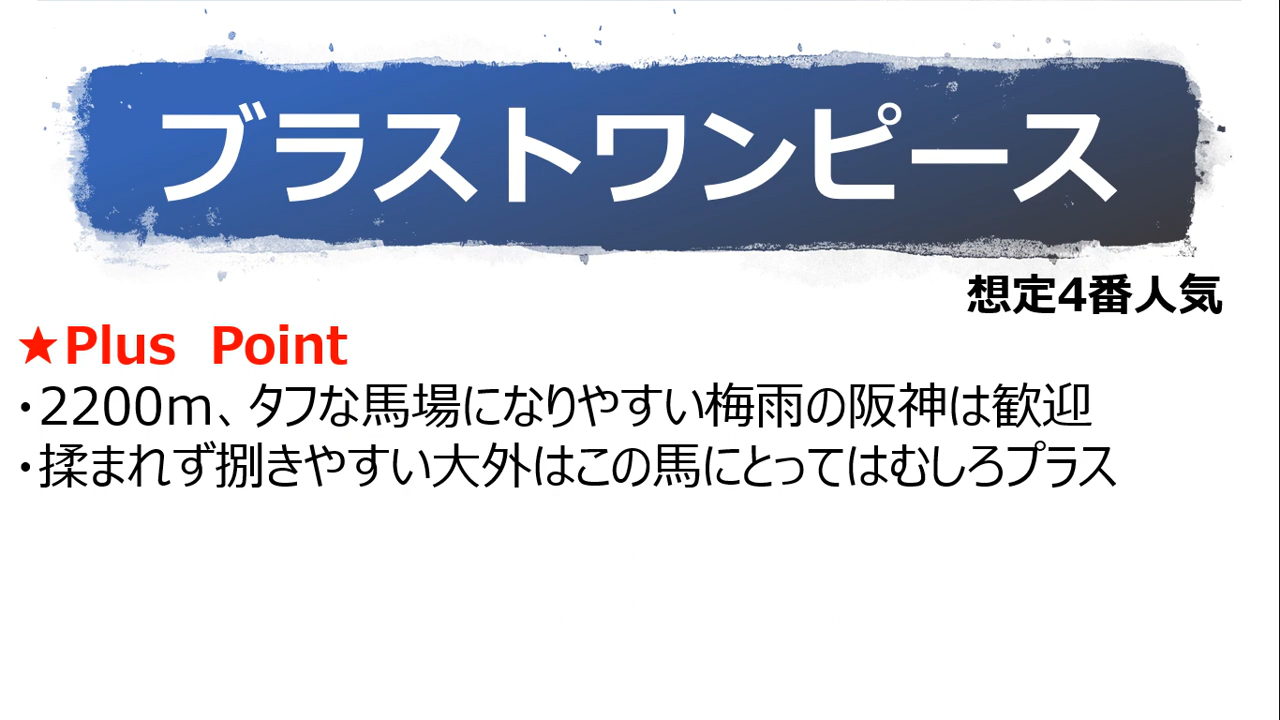 ブラストワンピース
想定4番人気
★Plus Point
・2200m、タフな馬場になりやすい梅雨の阪神は歓迎
・揉まれず捌きやすい大外はこの馬にとってはむしろプラス